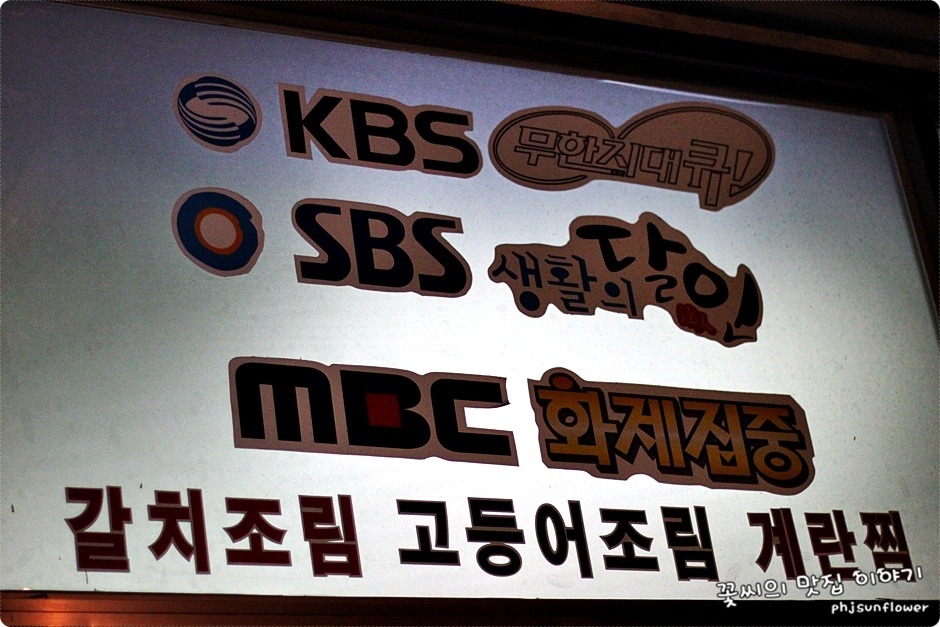 KBS 무한지대큐!
SBS 생활의 달인
MBC 화제집중
갈치조림 고등어조림 계란찜
꽃씨의 맛집 이야기
phjsunflower